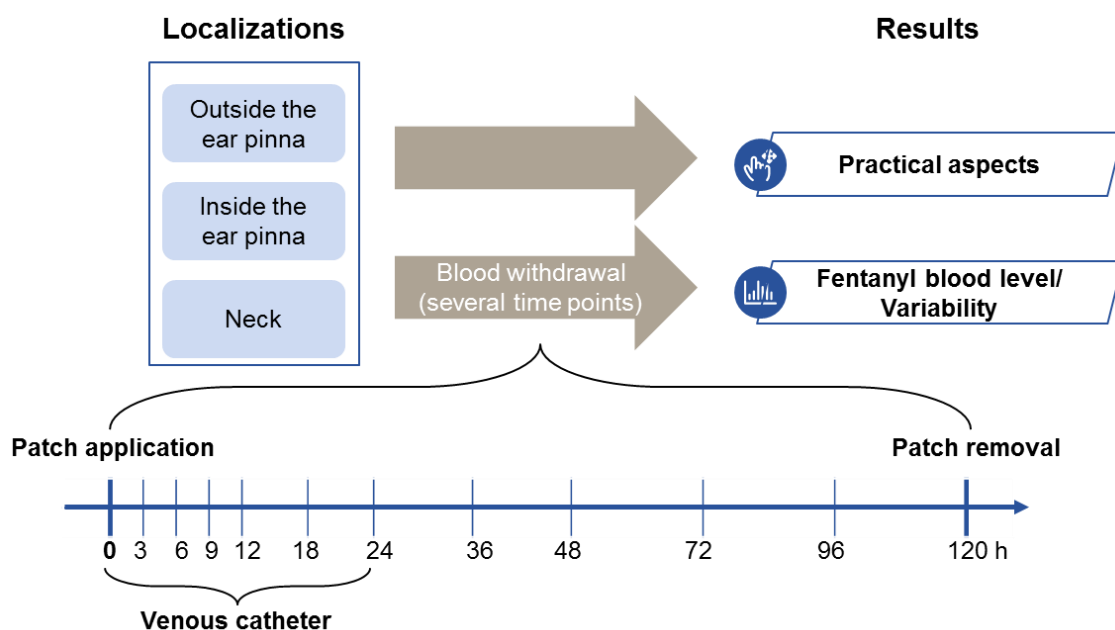 Localizations
Results
Outside the
ear pinna
Inside the
ear pinna
Neck
Practical aspects
Blood withdrawal
(several time points)
Fentanyl blood level/
Variability
Patch application
Patch removal
0 3 6 9 12 18 24 36 48 72 96 120 h
Venous catheter